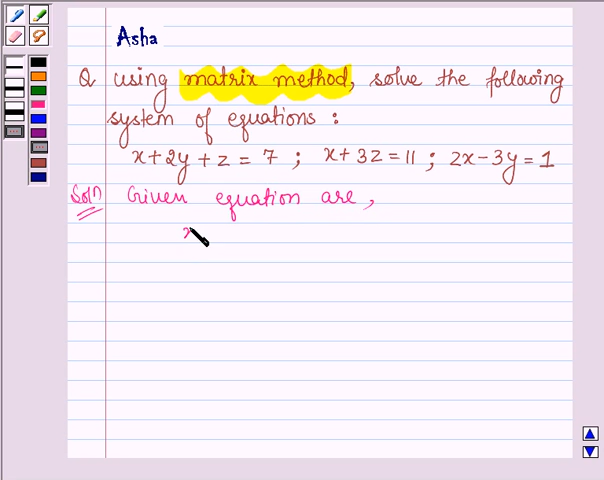 Asha
Q using matrix method, solve the following
system of equations :
x+2y+z=7 ; x+3z=11 ; 2x-3y=1
Soln Given equation are,
x